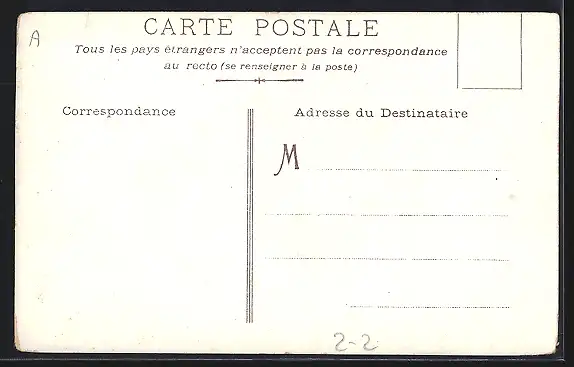 A
CARTE POSTALE
Tous les pays étrangers n'acceptent pas la correspondance
au recto (se renseigner à la poste)
Correspondance
Adresse du Destinataire
M
2-2